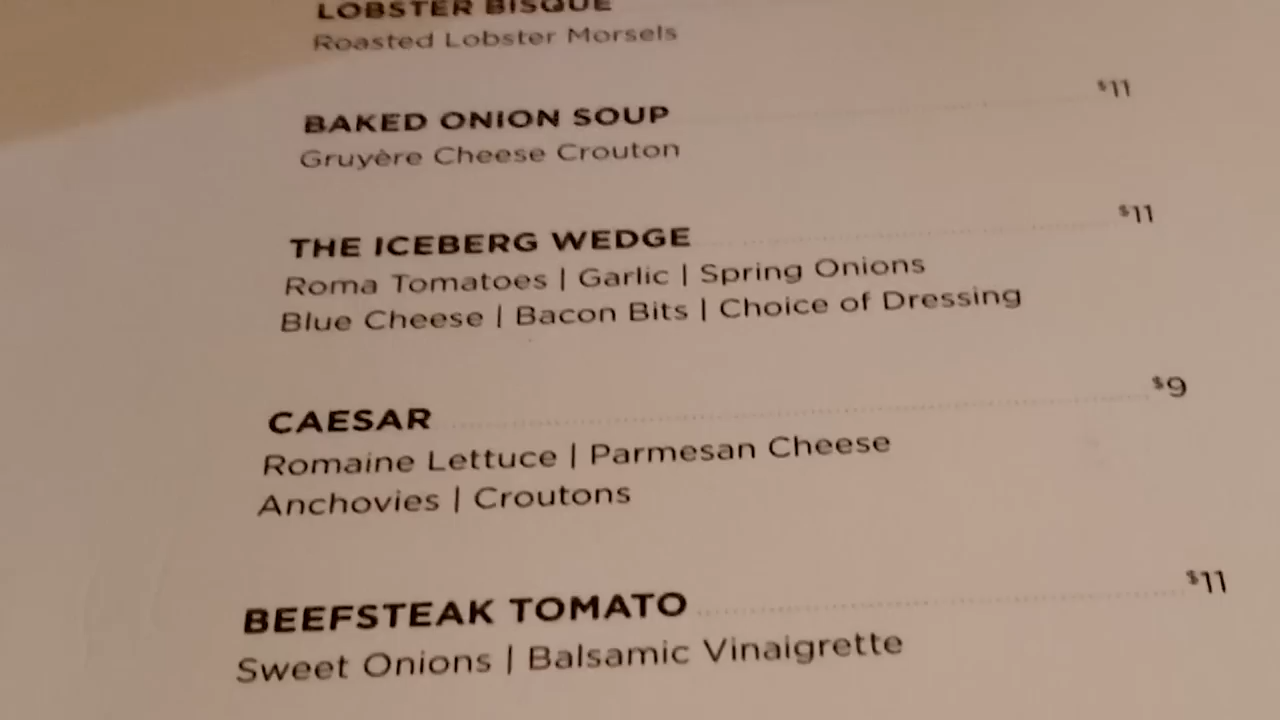 LOBSTER BISQUE
Roasted Lobster Morsels
BAKED ONION SOUP $11
Gruyère Cheese Crouton
THE ICEBERG WEDGE $11
Roma Tomatoes | Garlic | Spring Onions
Blue Cheese | Bacon Bits | Choice of Dressing
CAESAR $9
Romaine Lettuce | Parmesan Cheese
Anchovies | Croutons
BEEFSTEAK TOMATO $11
Sweet Onions | Balsamic Vinaigrette